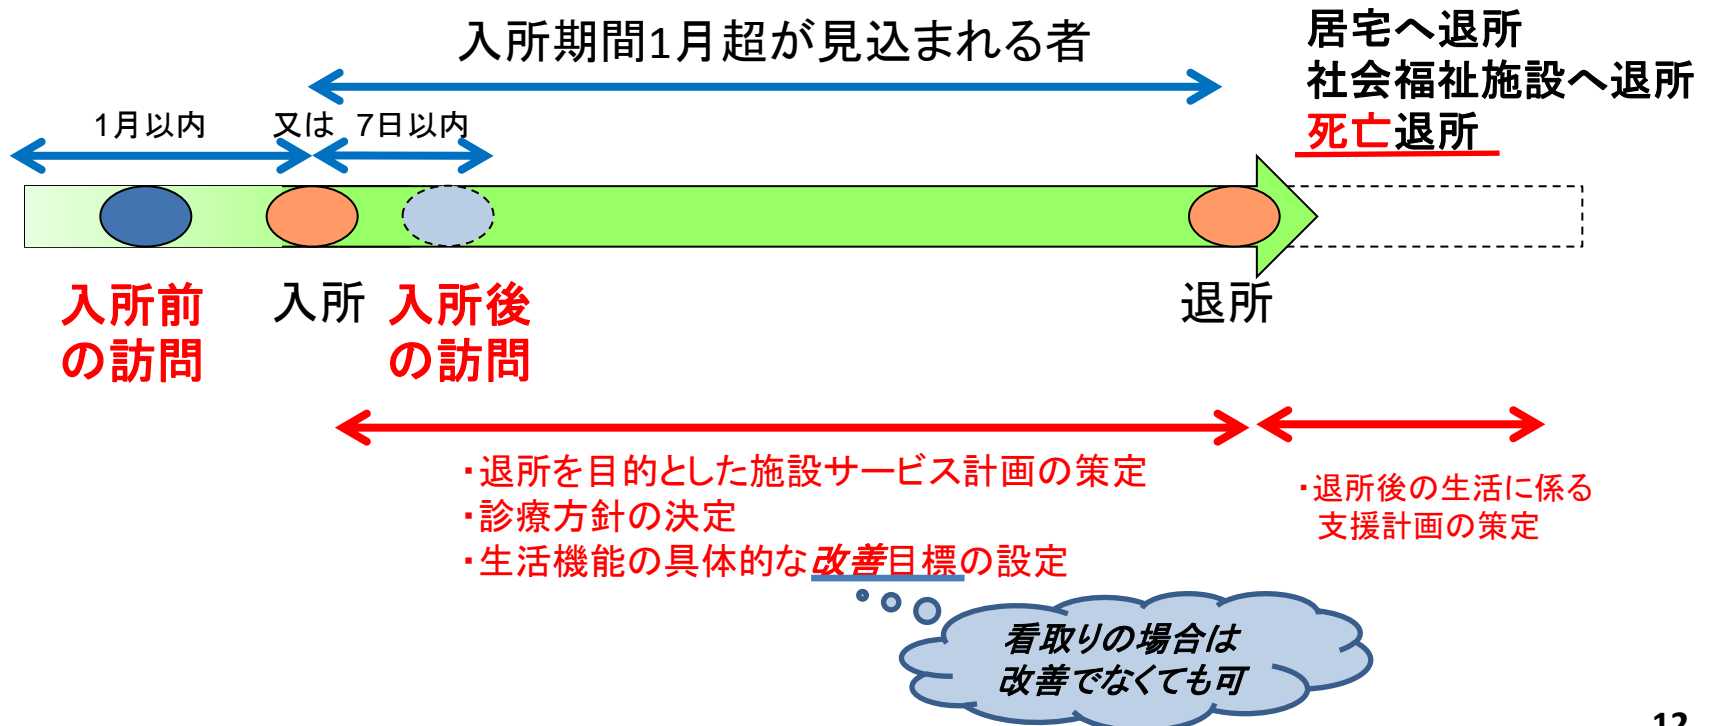 入所期間1月超が見込まれる者
居宅へ退所
社会福祉施設へ退所
死亡退所
1月以内
又は 7日以内
入所前
の訪問
入所
入所後
の訪問
退所
・退所を目的とした施設サービス計画の策定
・診療方針の決定
・生活機能の具体的な改善目標の設定
・退所後の生活に係る
支援計画の策定
看取りの場合は
改善でなくても可
12